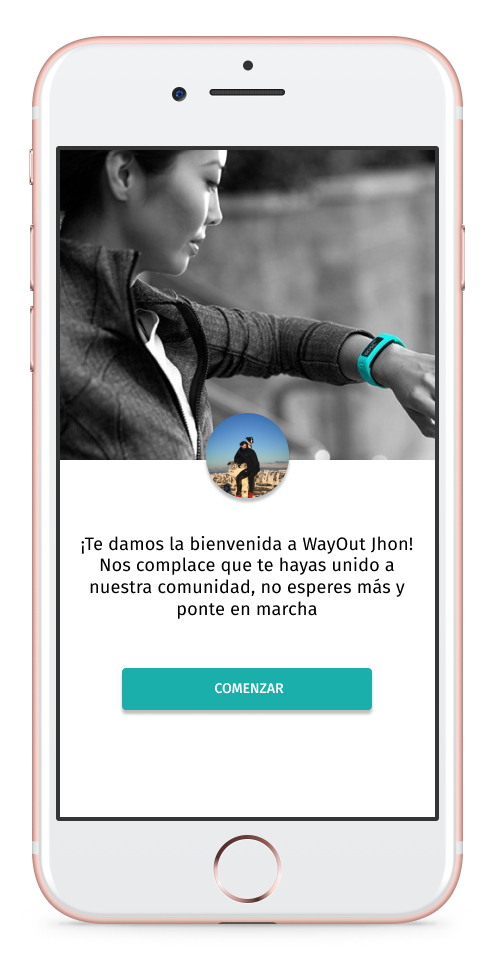 ¡Te damos la bienvenida a WayOut Jhon!
Nos complace que te hayas unido a
nuestra comunidad, no esperes más y
ponte en marcha
COMENZAR